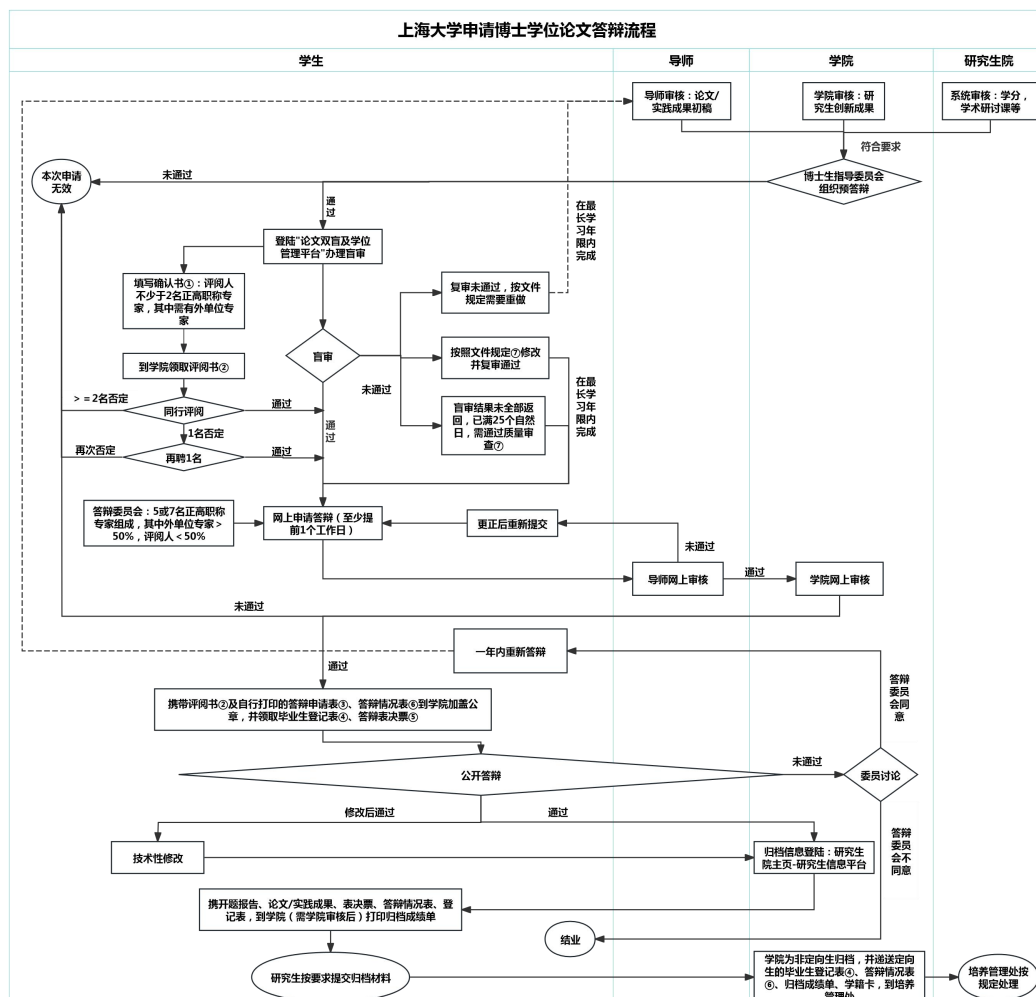 上海大学申请博士学位论文答辩流程
学生
导师
学院
研究生院
导师审核：论文/
实践成果初稿
学院审核：研
究生创新成果
系统审核：学分，
学术研讨课等
符合要求
博士生指导委员会
组织预答辩
未通过
本次申请
无效
通
过
登陆"论文双盲及学位
管理平台"办理盲审
在最
长学
习年
限内
完成
填写确认书①：评阅人
不少于2名正高职称专
家，其中需有外单位专
家
复审未通过，按文件
规定需要重做
盲审
按照文件规定⑦修改
并复审通过
到学院领取评阅书②
未通过
在最
长学
习年
限内
完成
>=2名否定
同行评阅
通过
盲审结果未全部返
回，已满25个自然
日，需通过质量审
查⑦
通
过
1名否定
再次否定
再聘1名
通过
答辩委员会：5或7名正高职称
专家组成，其中外单位专家>
50%，评阅人<50%
网上申请答辩（至少提
前1个工作日）
更正后重新提交
未通过
导师网上审核
通过
学院网上审核
未通过
一年内重新答辩
通过
答辩
委员
会同
意
携带评阅书②及自行打印的答辩申请表③、答辩情况表⑥到学院加盖公
章，并领取毕业生登记表④、答辩表决票⑤
公开答辩
未通过
委员讨论
修改后通过
通过
答辩
委员
会不
同意
技术性修改
归档信息登陆：研究生
院主页-研究生信息平台
携开题报告、论文/实践成果、表决票、答辩情况表、登
记表，到学院（需学院审核后）打印归档成绩单
结业
研究生按要求提交归档材料
学院为非定向生归档，并递送定向
生的毕业生登记表④、答辩情况表
⑥、归档成绩单、学籍卡，到培养
管理处
培养管理处按
规定处理